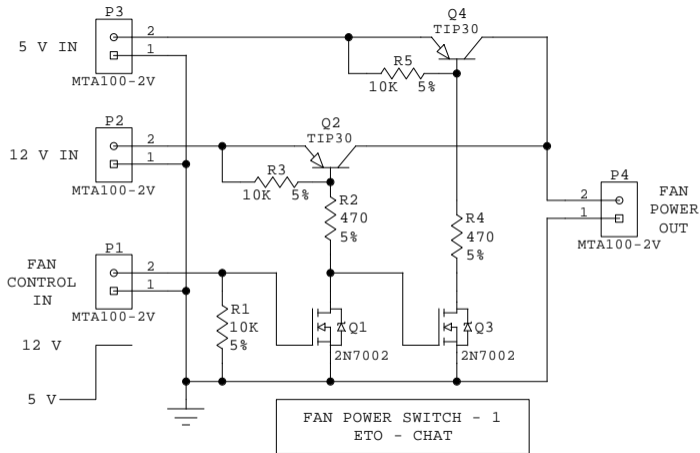 P3
2
1
5 V IN
MTA100-2V
Q4
TIP30
R5
10K 5%
P2
2
1
12 V IN
MTA100-2V
Q2
TIP30
R3
10K 5%
R2
470
5%
R4
470
5%
P4
2
1
MTA100-2V
FAN
POWER
OUT
P1
2
1
FAN
CONTROL
IN
MTA100-2V
R1
10K
5%
Q1
2N7002
Q3
2N7002
12 V
5 V
FAN POWER SWITCH - 1
ETO - CHAT